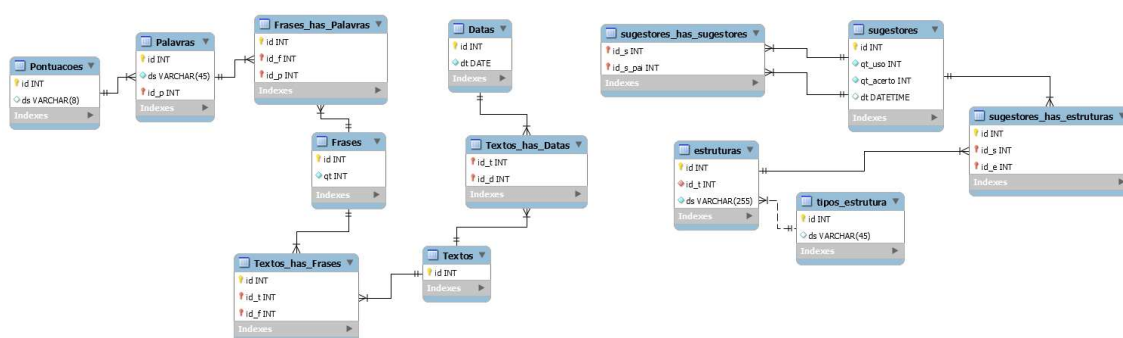 Pontuacoes
id INT
ds VARCHAR(8)
Indexes
Palavras
id INT
ds VARCHAR(45)
id_p INT
Indexes
Frases_has_Palavras
id INT
id_f INT
id_p INT
Indexes
Frases
id INT
qt INT
Indexes
Textos_has_Frases
id INT
id_t INT
id_f INT
Indexes
Datas
id INT
dt DATE
Indexes
Textos_has_Datas
id_t INT
id_d INT
Indexes
Textos
id INT
Indexes
sugestores_has_sugestores
id_s INT
id_s_pai INT
Indexes
sugestores
id INT
qt_uso INT
qt_acerto INT
dt DATETIME
Indexes
sugestores_has_estruturas
id INT
id_s INT
id_e INT
Indexes
estruturas
id INT
id_t INT
ds VARCHAR(255)
Indexes
tipos_estrutura
id INT
ds VARCHAR(45)
Indexes